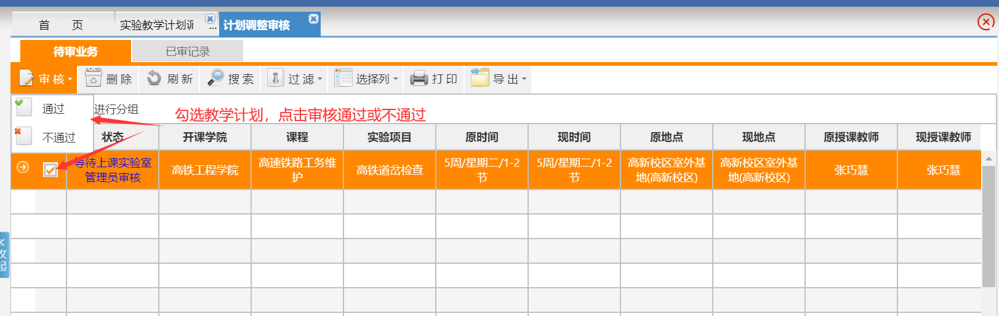 首 页
实验教学计划调...
计划调整审核
待审业务
已审记录
审核
删除
刷新
搜索
过滤
选择列
打印
导出
通过
不通过
进行分组
勾选教学计划，点击审核通过或不通过
状态
开课学院
课程
实验项目
原时间
现时间
原地点
现地点
原授课教师
现授课教师
等待上课实验室
管理员审核
高铁工程学院
高速铁路工务维
护
高铁道岔检查
5周/星期二/1-2
节
5周/星期二/1-2
节
高新校区室外基
地(高新校区)
高新校区室外基
地(高新校区)
张巧慧
张巧慧
收起